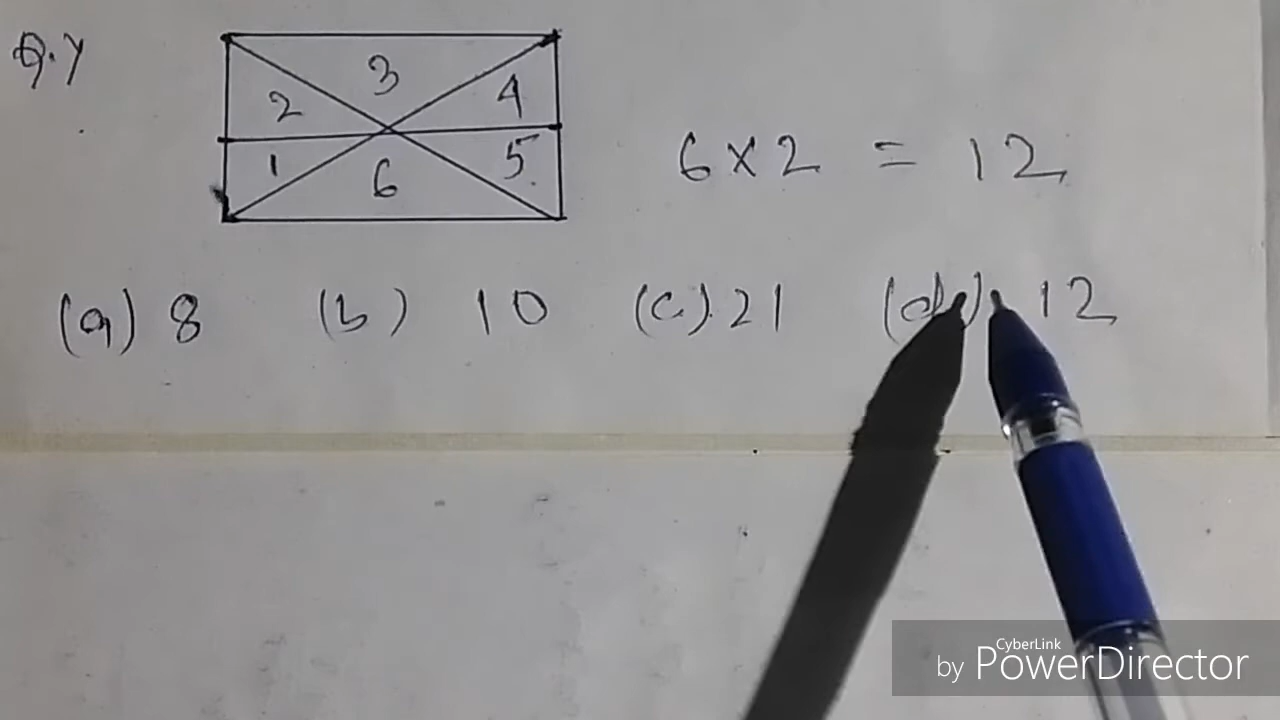 Q.Y
3
2 4
1 6 5
6 x 2 = 12
(a) 8 (b) 10 (c) 21 (d) 12
CyberLink
by PowerDirector